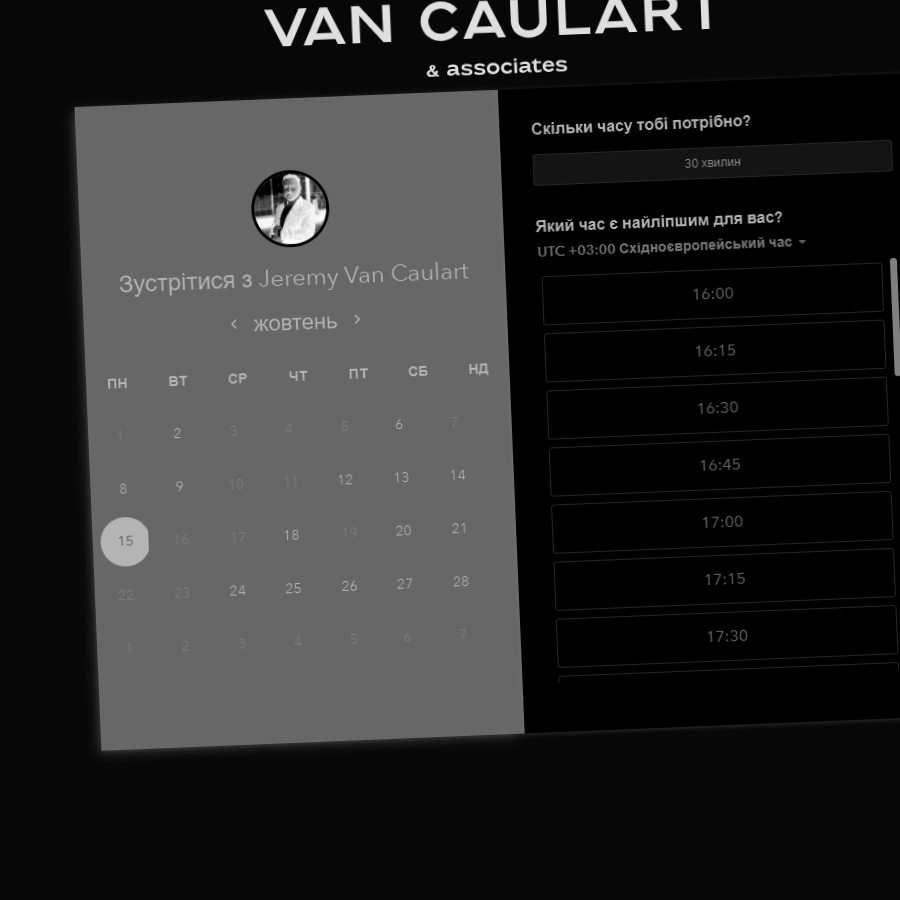 VAN CAULART
& associates
Зустрітися з Jeremy Van Caulart
‹ жовтень ›
ПН ВТ СР ЧТ ПТ СБ НД
1 2 3 4 5 6 7
8 9 10 11 12 13 14
15 16 17 18 19 20 21
22 23 24 25 26 27 28
1 2 3 4 5 6 7
Скільки часу тобі потрібно?
30 хвилин
Який час є найліпшим для вас?
UTC +03:00 Східноєвропейський час
16:00
16:15
16:30
16:45
17:00
17:15
17:30